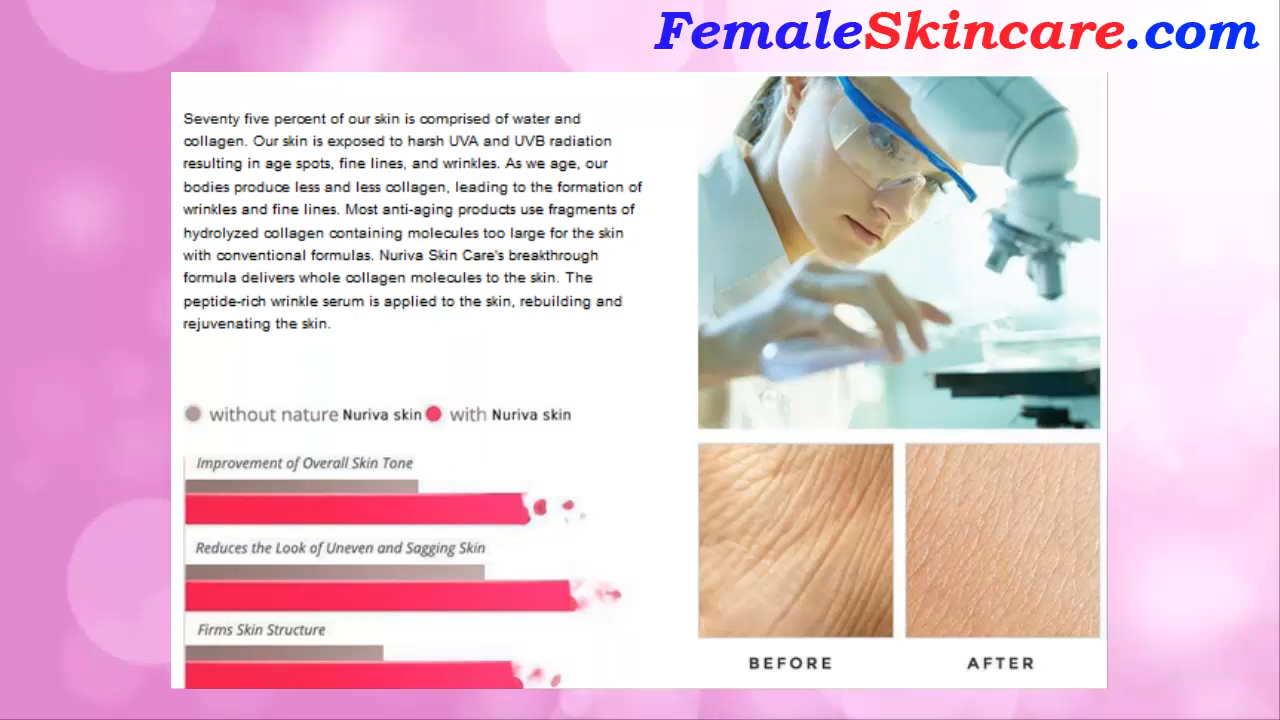 FemaleSkincare.com
Seventy five percent of our skin is comprised of water and
collagen. Our skin is exposed to harsh UVA and UVB radiation
resulting in age spots, fine lines, and wrinkles. As we age, our
bodies produce less and less collagen, leading to the formation of
wrinkles and fine lines. Most anti-aging products use fragments of
hydrolyzed collagen containing molecules too large for the skin
with conventional formulas. Nuriva Skin Care's breakthrough
formula delivers whole collagen molecules to the skin. The
peptide-rich wrinkle serum is applied to the skin, rebuilding and
rejuvenating the skin.
without nature Nuriva skin with Nuriva skin
Improvement of Overall Skin Tone
Reduces the Look of Uneven and Sagging Skin
Firms Skin Structure
BEFORE AFTER